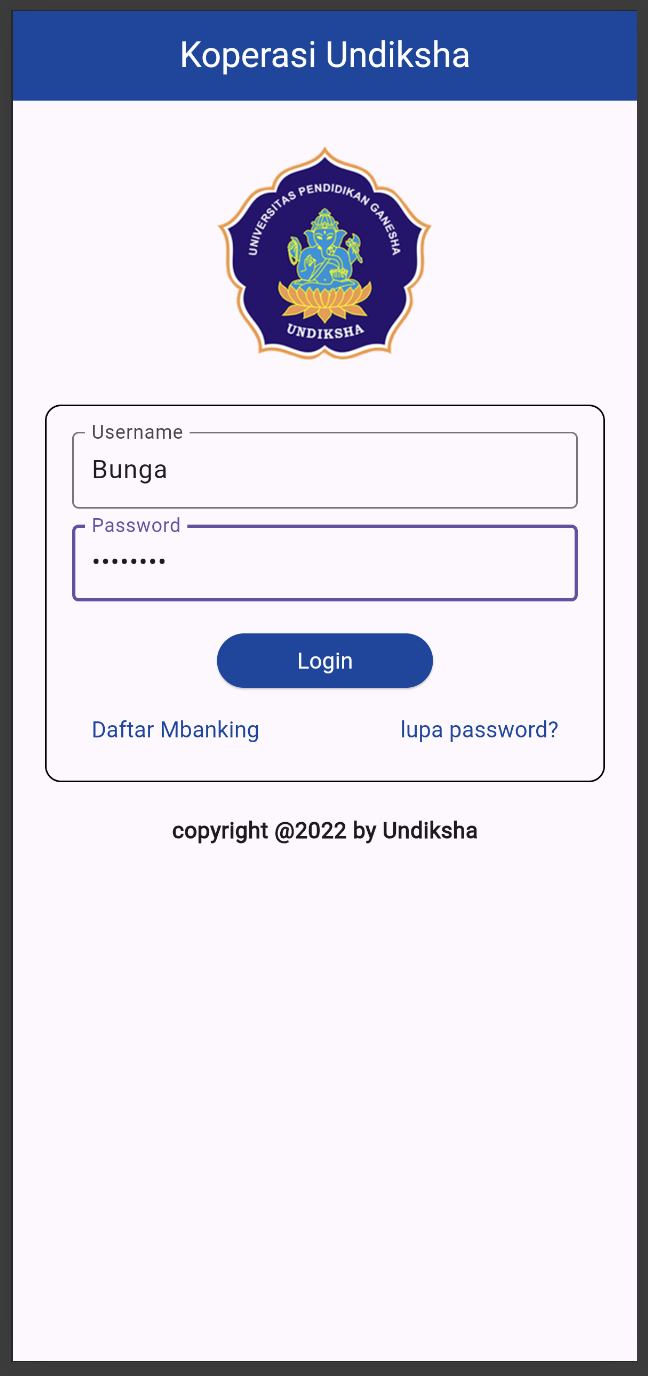 Koperasi Undiksha
UNIVERSITAS PENDIDIKAN GANESHA
UNDIKSHA
Username
Bunga
Password
••••••••
Login
Daftar Mbanking
lupa password?
copyright @2022 by Undiksha